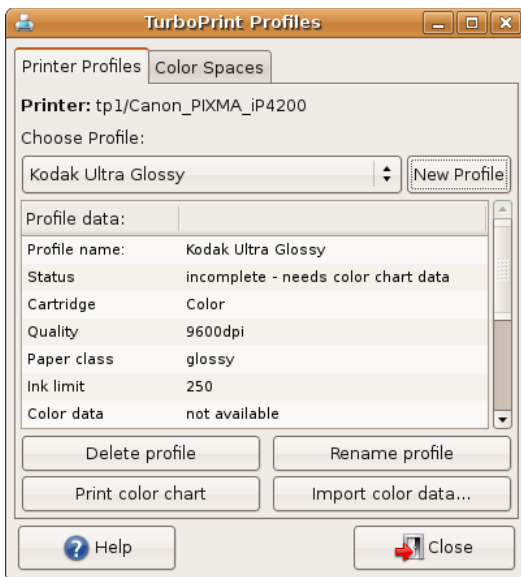 TurboPrint Profiles
Printer Profiles Color Spaces
Printer: tp1/Canon_PIXMA_iP4200
Choose Profile:
Kodak Ultra Glossy New Profile
Profile data:
Profile name: Kodak Ultra Glossy
Status incomplete - needs color chart data
Cartridge Color
Quality 9600dpi
Paper class glossy
Ink limit 250
Color data not available
Delete profile Rename profile
Print color chart Import color data...
Help Close